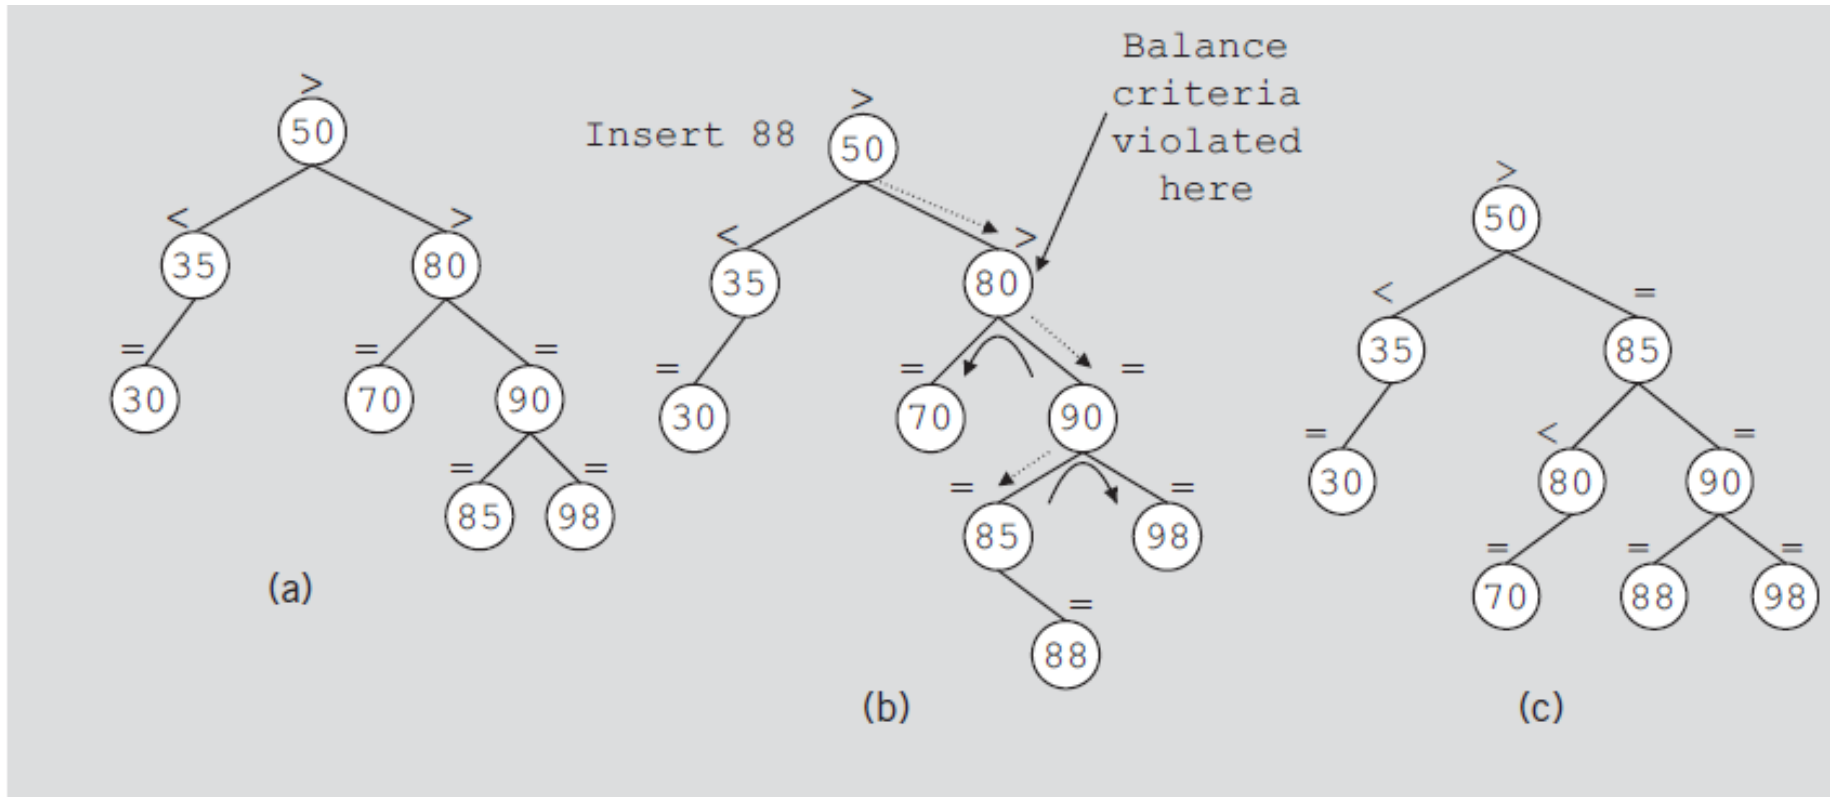 >
50
< >
35 80
= = =
30 70 90
= =
85 98
(a)
Insert 88
>
50
Balance
criteria
violated
here
< >
35 80
= = =
30 70 90
= =
85 98
=
88
(b)
>
50
< =
35 85
= < =
30 80 90
= = =
70 88 98
(c)